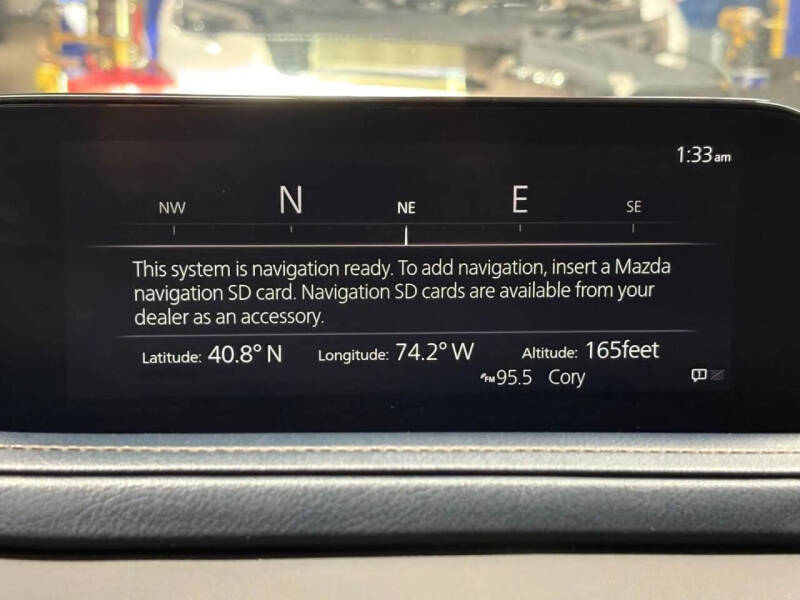 1:33am
NW N NE E SE
This system is navigation ready. To add navigation, insert a Mazda
navigation SD card. Navigation SD cards are available from your
dealer as an accessory.
Latitude: 40.8° N Longitude: 74.2° W Altitude: 165feet
FM 95.5 Cory